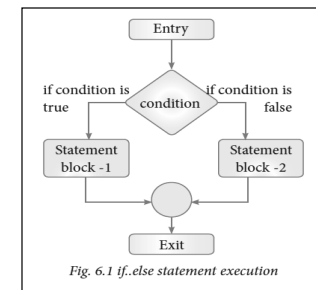 Entry
if condition is
true
condition
if condition is
false
Statement
block -1
Statement
block -2
Exit
Fig. 6.1 if..else statement execution